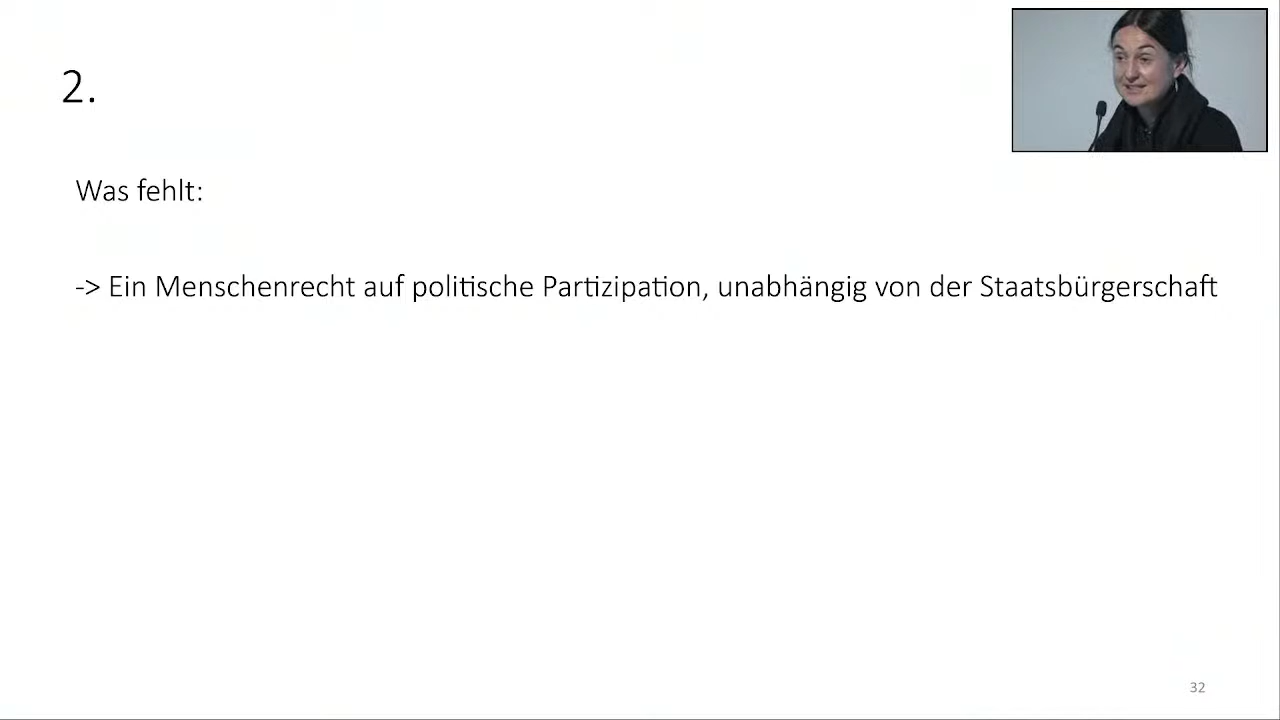 2.
Was fehlt:
-> Ein Menschenrecht auf politische Partizipation, unabhängig von der Staatsbürgerschaft
32